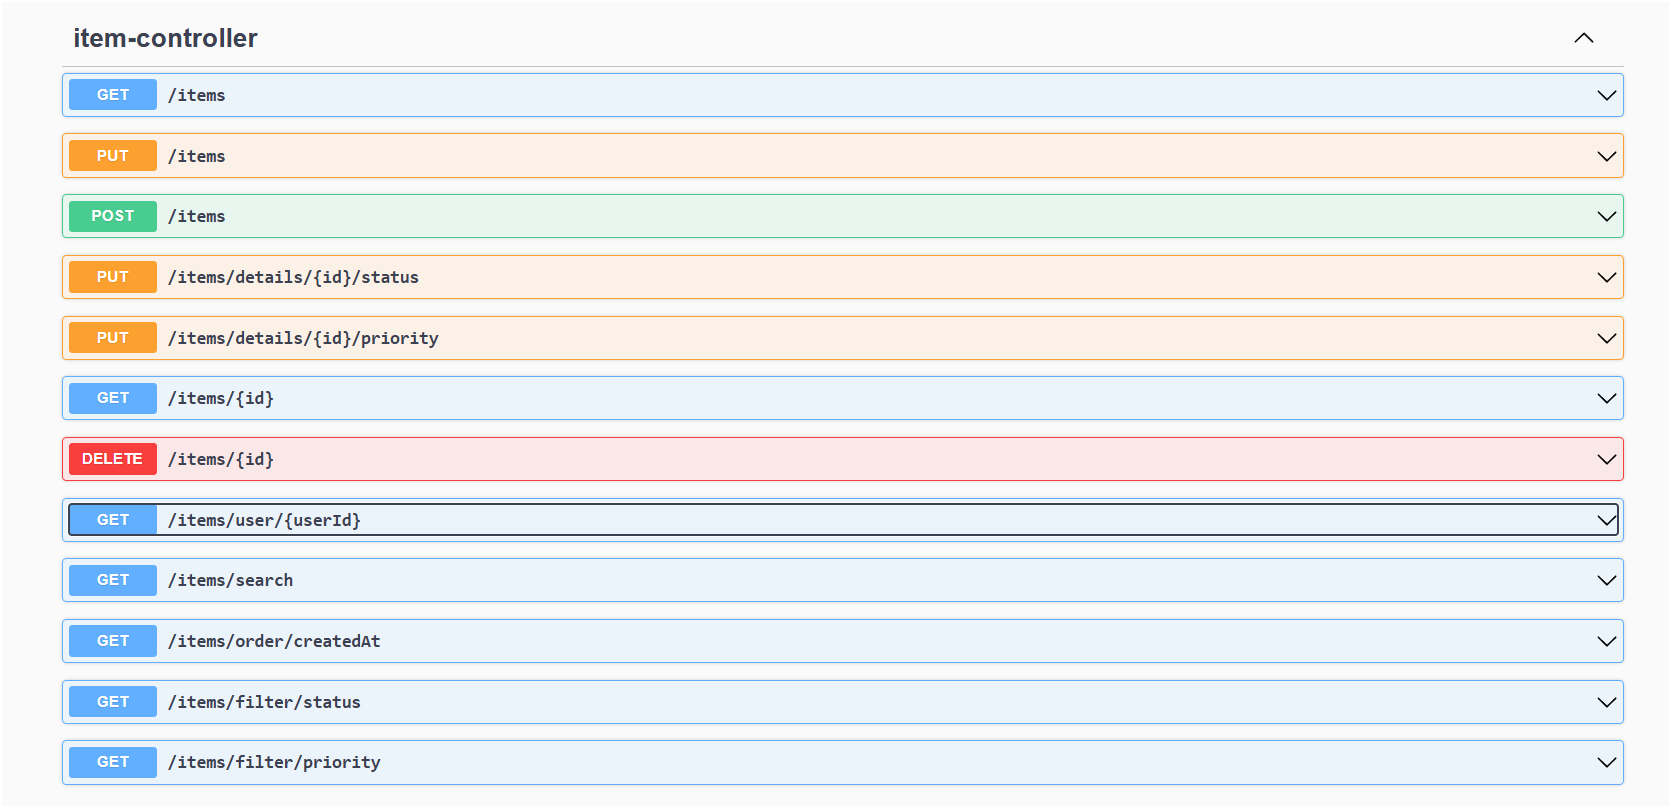 item-controller
GET /items
PUT /items
POST /items
PUT /items/details/{id}/status
PUT /items/details/{id}/priority
GET /items/{id}
DELETE /items/{id}
GET /items/user/{userId}
GET /items/search
GET /items/order/createdAt
GET /items/filter/status
GET /items/filter/priority